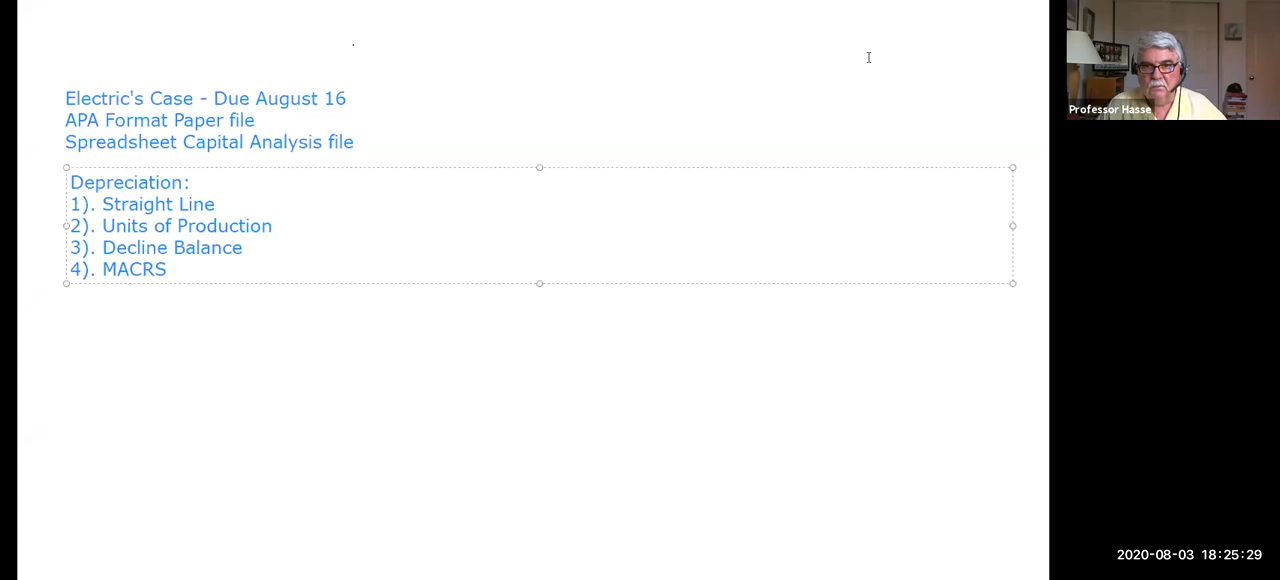 Electric's Case - Due August 16
APA Format Paper file
Spreadsheet Capital Analysis file
Depreciation:
1). Straight Line
2). Units of Production
3). Decline Balance
4). MACRS
Professor Hasse
2020-08-03 18:25:29